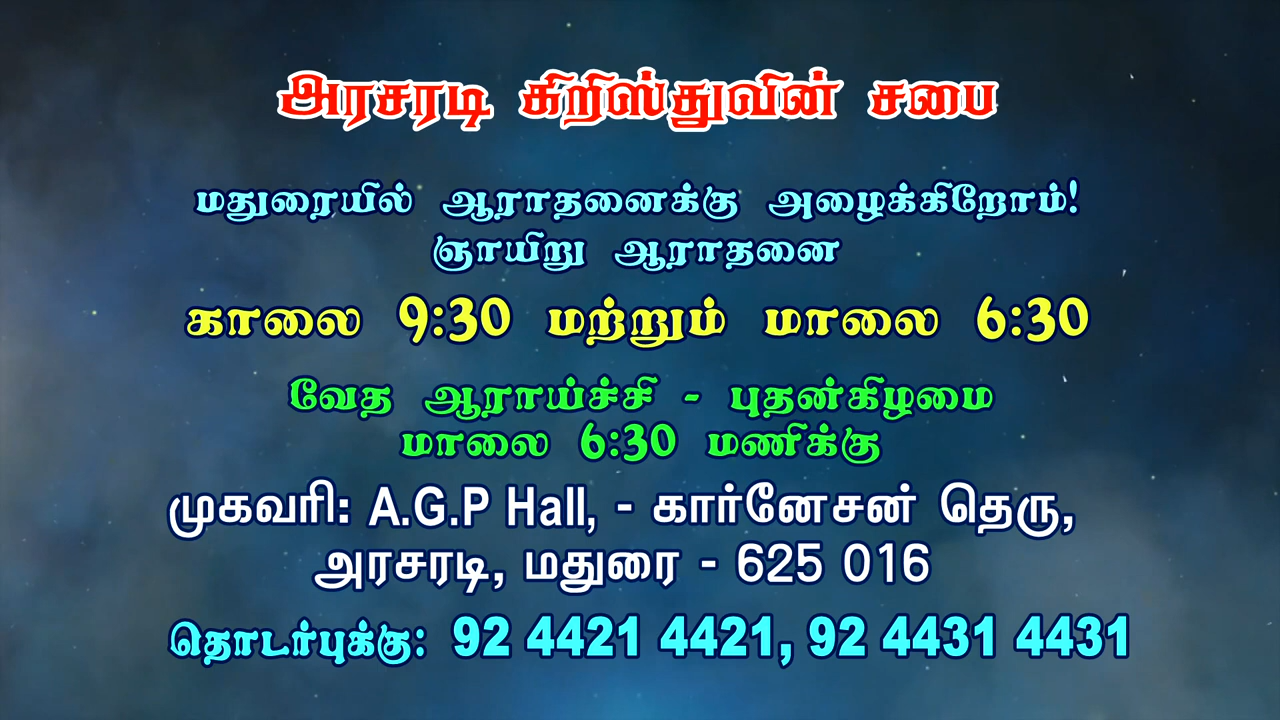 அரசரடி கிறிஸ்துவின் சபை
மதுரையில் ஆராதனைக்கு அழைக்கிறோம்!
ஞாயிறு ஆராதனை
காலை 9:30 மற்றும் மாலை 6:30
வேத ஆராய்ச்சி - புதன்கிழமை
மாலை 6:30 மணிக்கு
முகவரி: A.G.P Hall, - கார்னேசன் தெரு,
அரசரடி, மதுரை - 625 016
தொடர்புக்கு: 92 4421 4421, 92 4431 4431